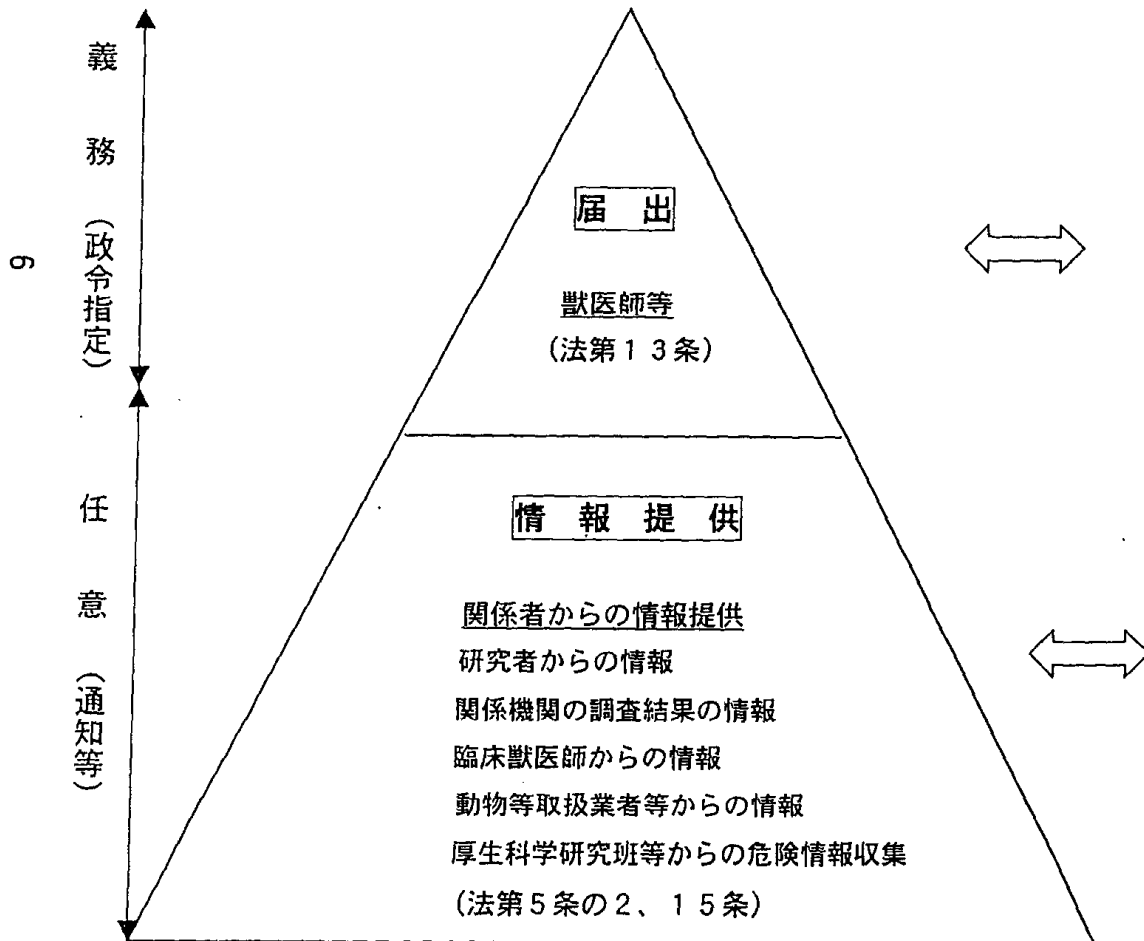 義務(政令指定)
9
届出
獣医師等
(法第13条)
任意(通知等)
情報提供
関係者からの情報提供
研究者からの情報
関係機関の調査結果の情報
臨床獣医師からの情報
動物等取扱業者等からの情報
厚生科学研究班等からの危険情報収集
(法第5条の2、15条)